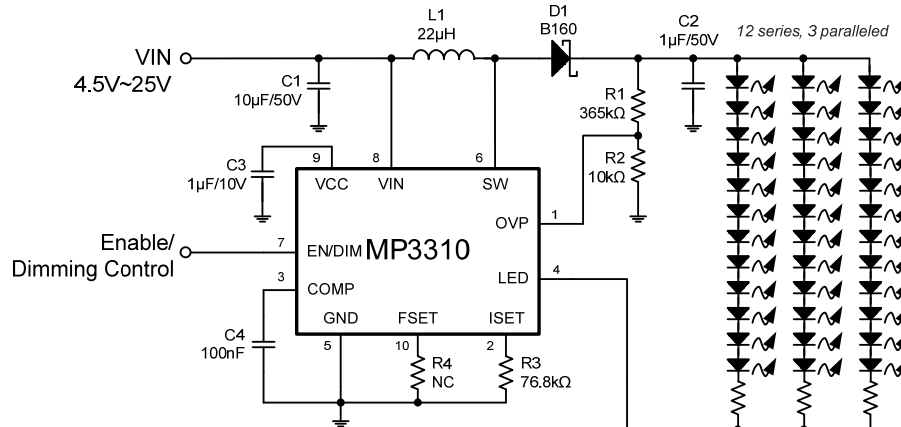 L1
22µH
D1
B160
C2
1µF/50V
12 series, 3 paralleled
VIN
4.5V~25V
C1
10µF/50V
R1
365kΩ
R2
10kΩ
C3
1µF/10V
9
8
6
VCC
VIN
SW
1
OVP
Enable/
Dimming Control
7
EN/DIM
MP3310
4
LED
3
COMP
GND
FSET
ISET
5
10
2
C4
100nF
R4
NC
R3
76.8kΩ